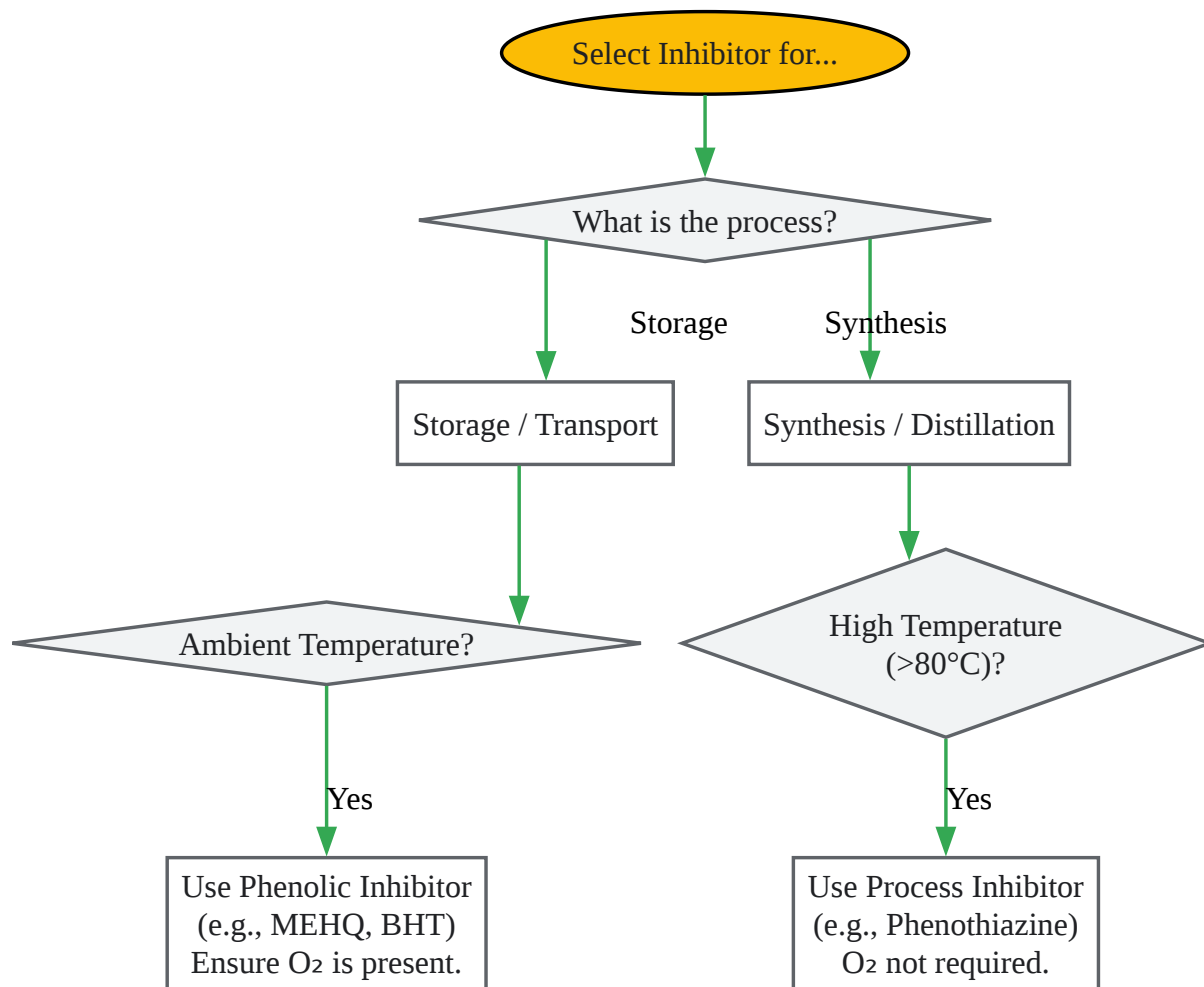 Select Inhibitor for...
What is the process?
Storage
Synthesis
Storage / Transport
Synthesis / Distillation
Ambient Temperature?
High Temperature
(>80°C)?
Yes
Yes
Use Phenolic Inhibitor
(e.g., MEHQ, BHT)
Ensure O₂ is present.
Use Process Inhibitor
(e.g., Phenothiazine)
O₂ not required.